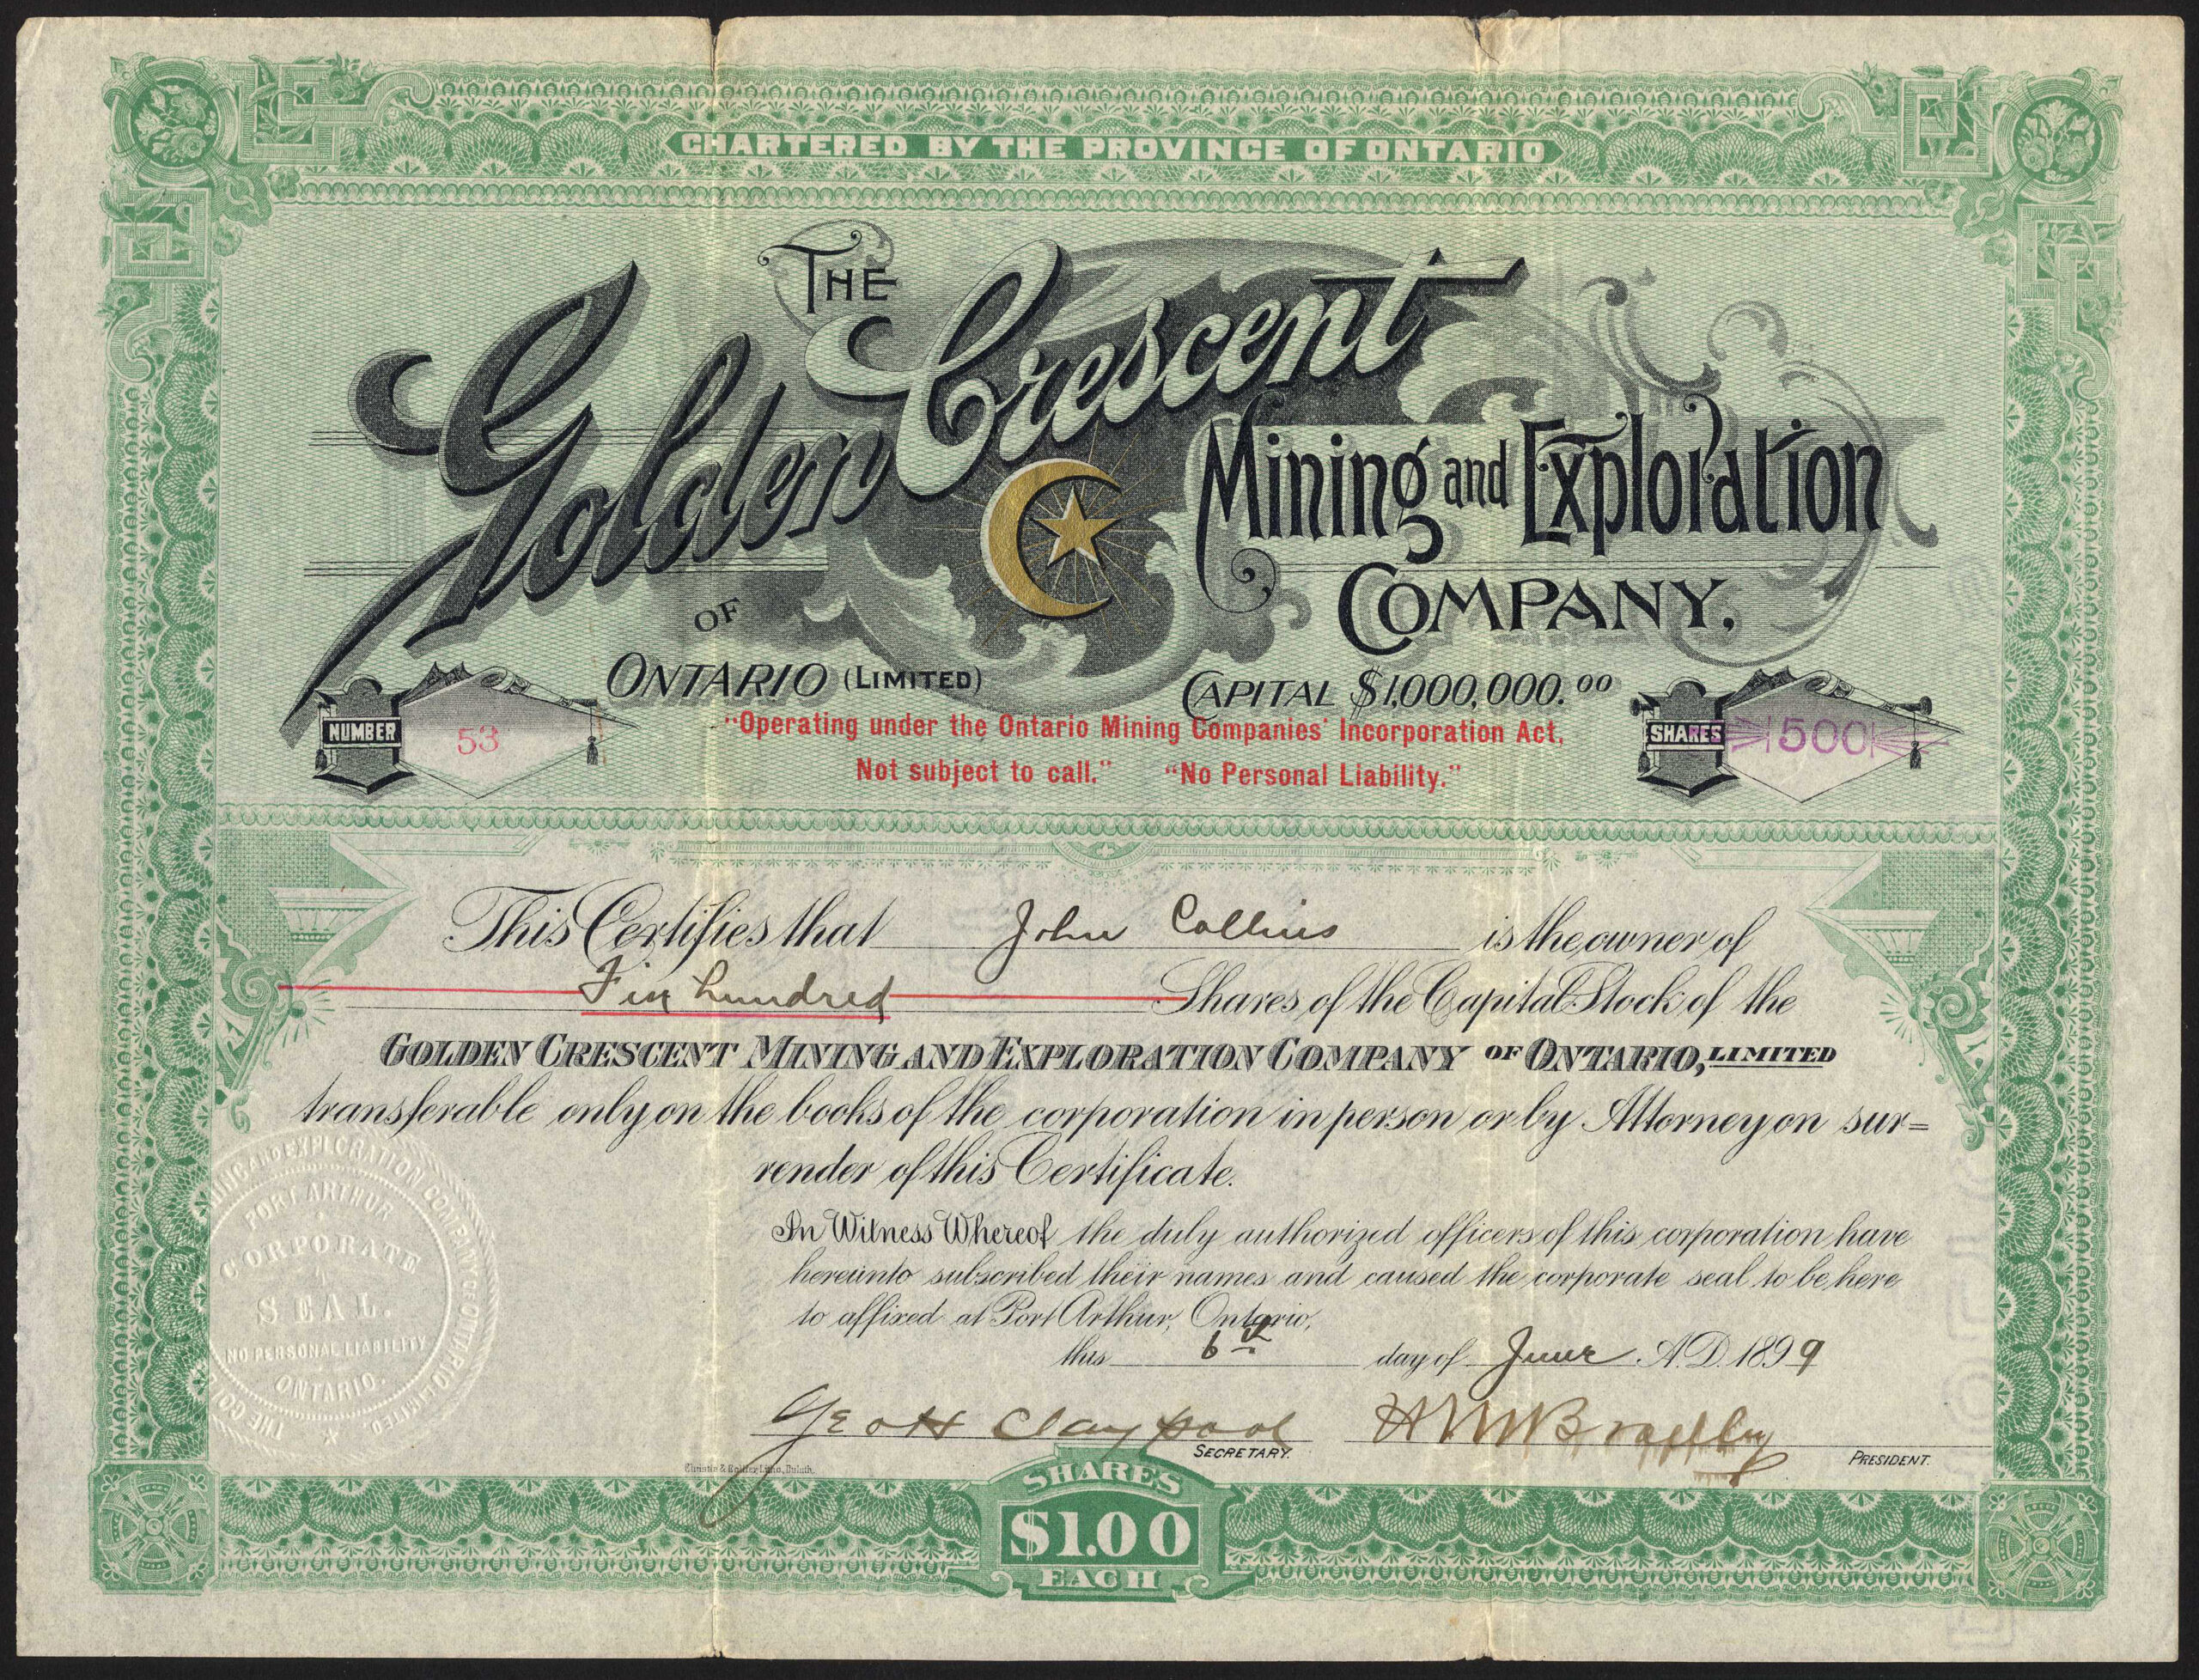 CHARTERED BY THE PROVINCE OF ONTARIO
THE
Golden Crescent
Mining and Exploration
COMPANY,
OF
ONTARIO (LIMITED)
CAPITAL $1,000,000.00
"Operating under the Ontario Mining Companies' Incorporation Act,
Not subject to call." "No Personal Liability."
NUMBER 53
SHARES 500
This Certifies that John Collins is the owner of
Five hundred Shares of the Capital Stock of the
GOLDEN CRESCENT MINING AND EXPLORATION COMPANY OF ONTARIO, LIMITED
transferable only on the books of the corporation in person or by Attorney on sur=
render of this Certificate.
In Witness Whereof the duly authorized officers of this corporation have
hereunto subscribed their names and caused the corporate seal to be here
to affixed at Port Arthur, Ontario,
this 6th day of June A.D. 1899
Geo H Claypool
SECRETARY.
PRESIDENT.
THE GOL MINING AND EXPLORATION COMPANY OF ONTARIO LIMITED.
PORT ARTHUR
CORPORATE
SEAL.
NO PERSONAL LIABILITY
ONTARIO.
Litho, Duluth.
SHARES
$1.00
EACH